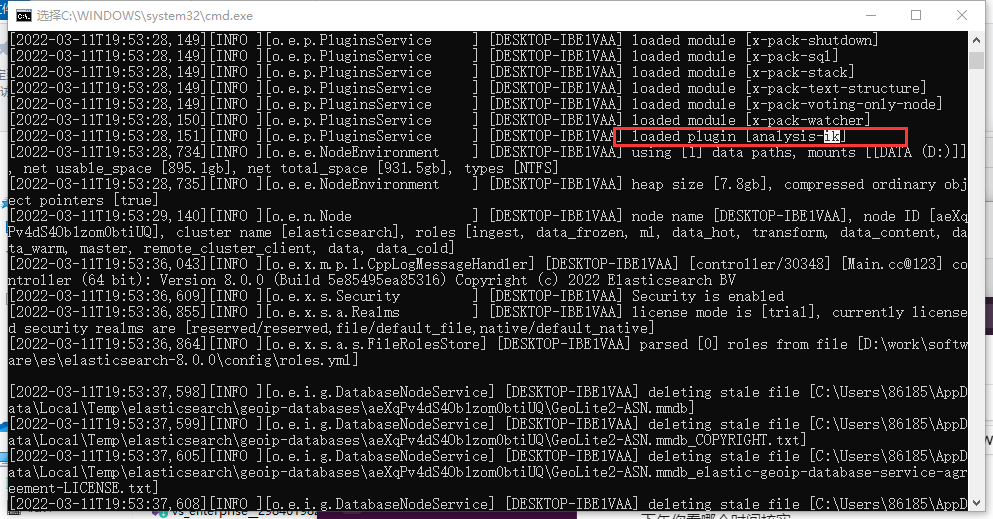 选择C:\WINDOWS\system32\cmd.exe
[2022-03-11T19:53:28,149][INFO ][o.e.p.PluginsService     ] [DESKTOP-IBE1VAA] loaded module [x-pack-shutdown]
[2022-03-11T19:53:28,149][INFO ][o.e.p.PluginsService     ] [DESKTOP-IBE1VAA] loaded module [x-pack-sql]
[2022-03-11T19:53:28,149][INFO ][o.e.p.PluginsService     ] [DESKTOP-IBE1VAA] loaded module [x-pack-stack]
[2022-03-11T19:53:28,149][INFO ][o.e.p.PluginsService     ] [DESKTOP-IBE1VAA] loaded module [x-pack-text-structure]
[2022-03-11T19:53:28,149][INFO ][o.e.p.PluginsService     ] [DESKTOP-IBE1VAA] loaded module [x-pack-voting-only-node]
[2022-03-11T19:53:28,150][INFO ][o.e.p.PluginsService     ] [DESKTOP-IBE1VAA] loaded module [x-pack-watcher]
[2022-03-11T19:53:28,151][INFO ][o.e.p.PluginsService     ] [DESKTOP-IBE1VAA] loaded plugin [analysis-ik]
[2022-03-11T19:53:28,734][INFO ][o.e.e.NodeEnvironment    ] [DESKTOP-IBE1VAA] using [1] data paths, mounts [[DATA (D:)]]
, net usable_space [895.1gb], net total_space [931.5gb], types [NTFS]
[2022-03-11T19:53:28,735][INFO ][o.e.e.NodeEnvironment    ] [DESKTOP-IBE1VAA] heap size [7.8gb], compressed ordinary obj
ect pointers [true]
[2022-03-11T19:53:29,140][INFO ][o.e.n.Node               ] [DESKTOP-IBE1VAA] node name [DESKTOP-IBE1VAA], node ID [aeXq
Pv4dS4Ob1zom0btiUQ], cluster name [elasticsearch], roles [ingest, data_frozen, ml, data_hot, transform, data_content, da
ta_warm, master, remote_cluster_client, data, data_cold]
[2022-03-11T19:53:36,043][INFO ][o.e.x.m.p.l.CppLogMessageHandler] [DESKTOP-IBE1VAA] [controller/30348] [Main.cc@123] co
ntroller (64 bit): Version 8.0.0 (Build 5e85495ea85316) Copyright (c) 2022 Elasticsearch BV
[2022-03-11T19:53:36,609][INFO ][o.e.x.s.Security         ] [DESKTOP-IBE1VAA] Security is enabled
[2022-03-11T19:53:36,855][INFO ][o.e.x.s.a.Realms         ] [DESKTOP-IBE1VAA] license mode is [trial], currently license
d security realms are [reserved/reserved,file/default_file,native/default_native]
[2022-03-11T19:53:36,864][INFO ][o.e.x.s.a.s.FileRolesStore] [DESKTOP-IBE1VAA] parsed [0] roles from file [D:\work\softw
are\es\elasticsearch-8.0.0\config\roles.yml]
[2022-03-11T19:53:37,598][INFO ][o.e.i.g.DatabaseNodeService] [DESKTOP-IBE1VAA] deleting stale file [C:\Users\86185\AppD
ata\Local\Temp\elasticsearch\geoip-databases\aeXqPv4dS4Ob1zom0btiUQ\GeoLite2-ASN.mmdb]
[2022-03-11T19:53:37,599][INFO ][o.e.i.g.DatabaseNodeService] [DESKTOP-IBE1VAA] deleting stale file [C:\Users\86185\AppD
ata\Local\Temp\elasticsearch\geoip-databases\aeXqPv4dS4Ob1zom0btiUQ\GeoLite2-ASN.mmdb_COPYRIGHT.txt]
[2022-03-11T19:53:37,605][INFO ][o.e.i.g.DatabaseNodeService] [DESKTOP-IBE1VAA] deleting stale file [C:\Users\86185\AppD
ata\Local\Temp\elasticsearch\geoip-databases\aeXqPv4dS4Ob1zom0btiUQ\GeoLite2-ASN.mmdb_elastic-geoip-database-service-agr
eement-LICENSE.txt]
[2022-03-11T19:53:37,608][INFO ][o.e.i.g.DatabaseNodeService] [DESKTOP-IBE1VAA] deleting stale file [C:\Users\86185\AppD